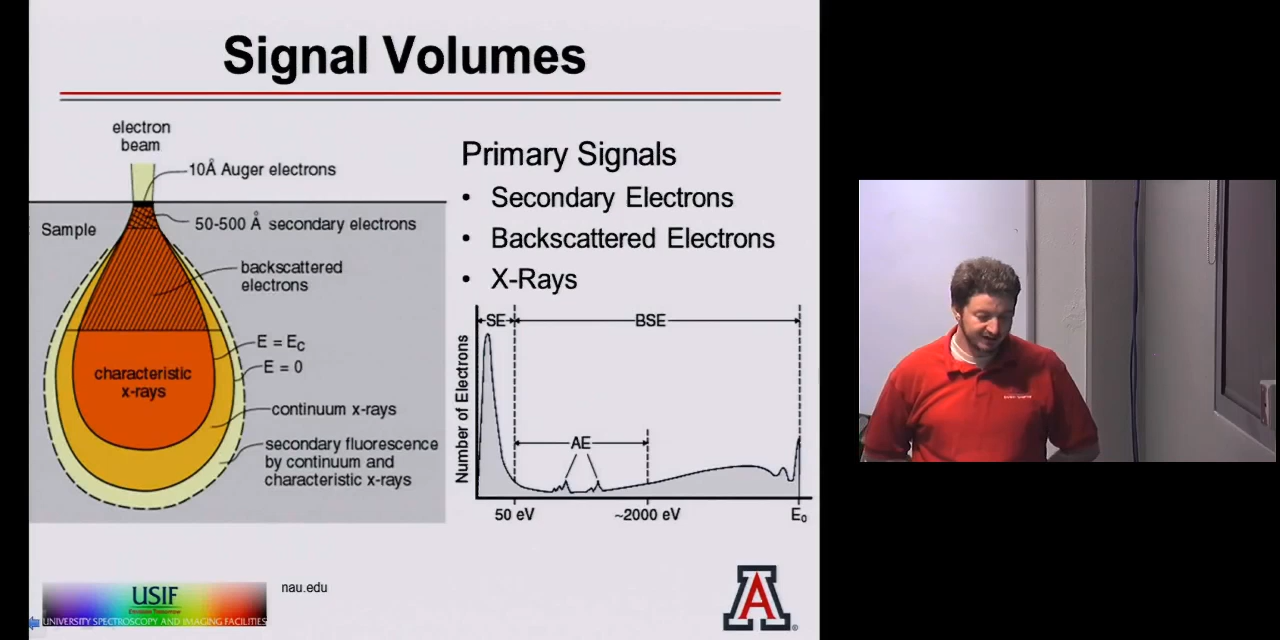 Signal Volumes
electron
beam
10Å Auger electrons
Sample
50-500 Å secondary electrons
backscattered
electrons
E = Ec
E = 0
characteristic
x-rays
continuum x-rays
secondary fluorescence
by continuum and
characteristic x-rays
Primary Signals
• Secondary Electrons
• Backscattered Electrons
• X-Rays
SE
BSE
Number of Electrons
AE
50 eV
~2000 eV
E₀
USIF
UNIVERSITY SPECTROSCOPY AND IMAGING FACILITIES
nau.edu
A